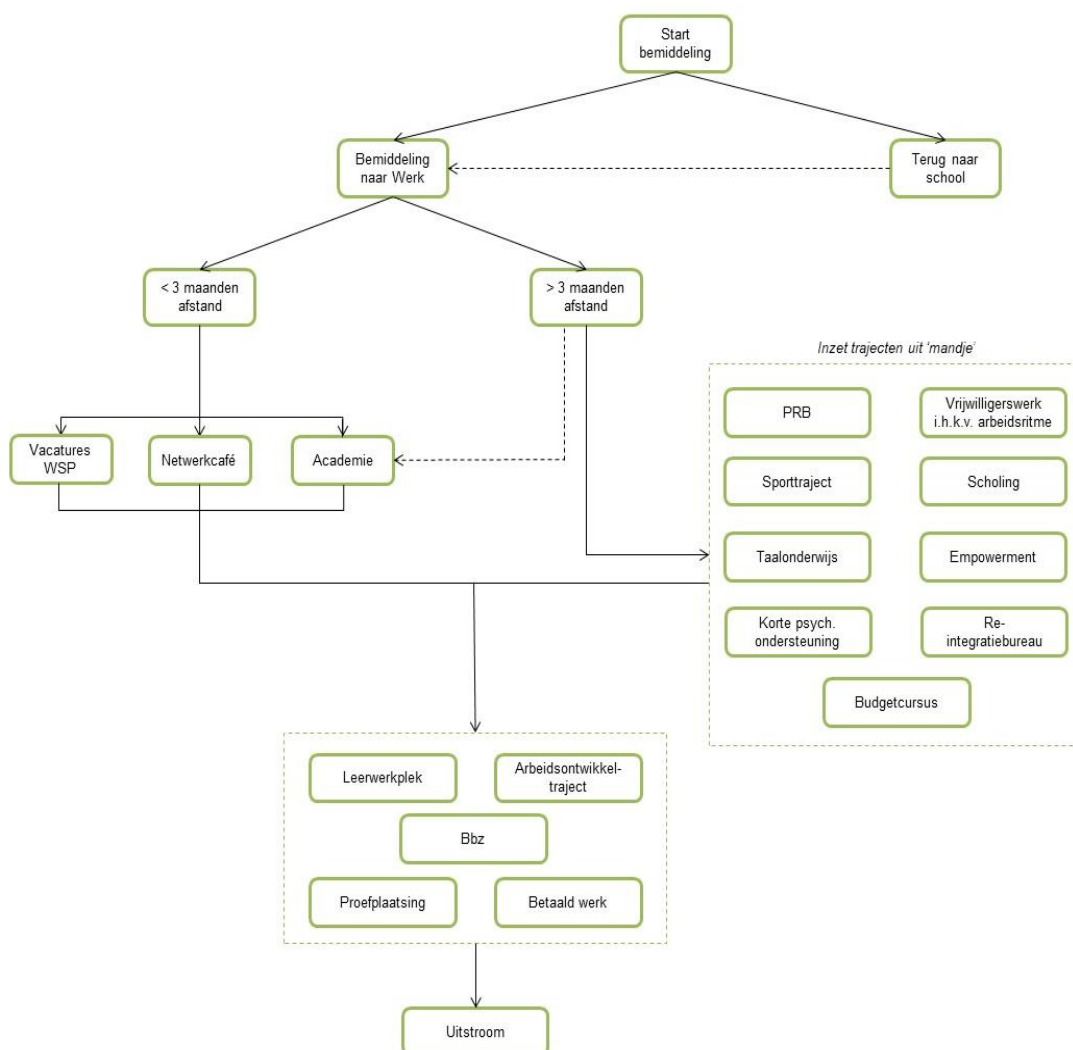 Start
bemiddeling
Bemiddeling
naar Werk
Terug naar
school
< 3 maanden
afstand
> 3 maanden
afstand
Inzet trajecten uit ‘mandje’
PRB
Vrijwilligerswerk
i.h.k.v. arbeidsritme
Vacatures
WSP
Netwerkcafé
Academie
Sporttraject
Scholing
Taalonderwijs
Empowerment
Korte psych.
ondersteuning
Re-
integratiebureau
Budgetcursus
Leerwerkplek
Arbeidsontwikkel-
traject
Bbz
Proefplaatsing
Betaald werk
Uitstroom